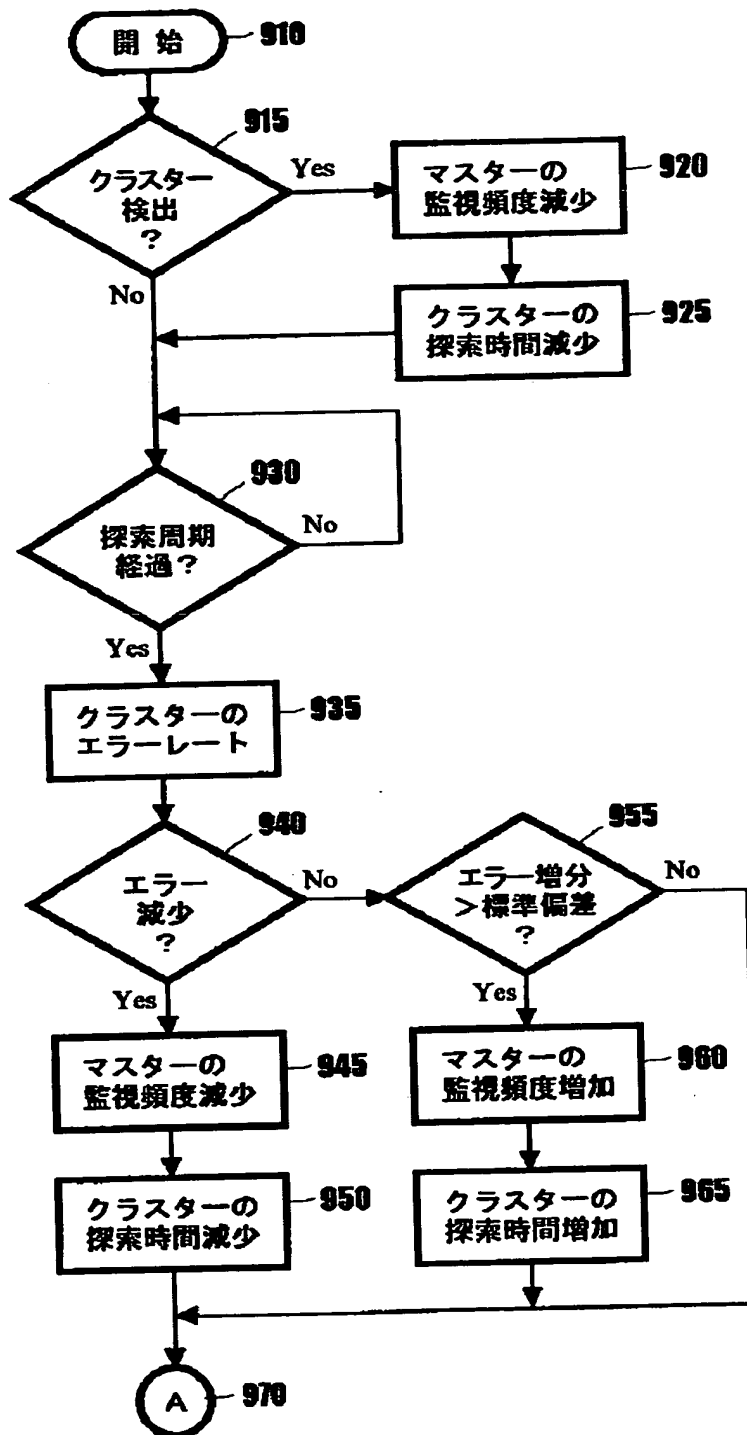 開始
910
915
クラスター
検出
?
Yes
No
マスターの
監視頻度減少
920
クラスターの
探索時間減少
925
930
探索周期
経過?
No
Yes
クラスターの
エラーレート
935
940
エラー
減少
?
No
Yes
955
エラー増分
>標準偏差
?
No
Yes
マスターの
監視頻度減少
945
マスターの
監視頻度増加
960
クラスターの
探索時間減少
950
クラスターの
探索時間増加
965
A
970